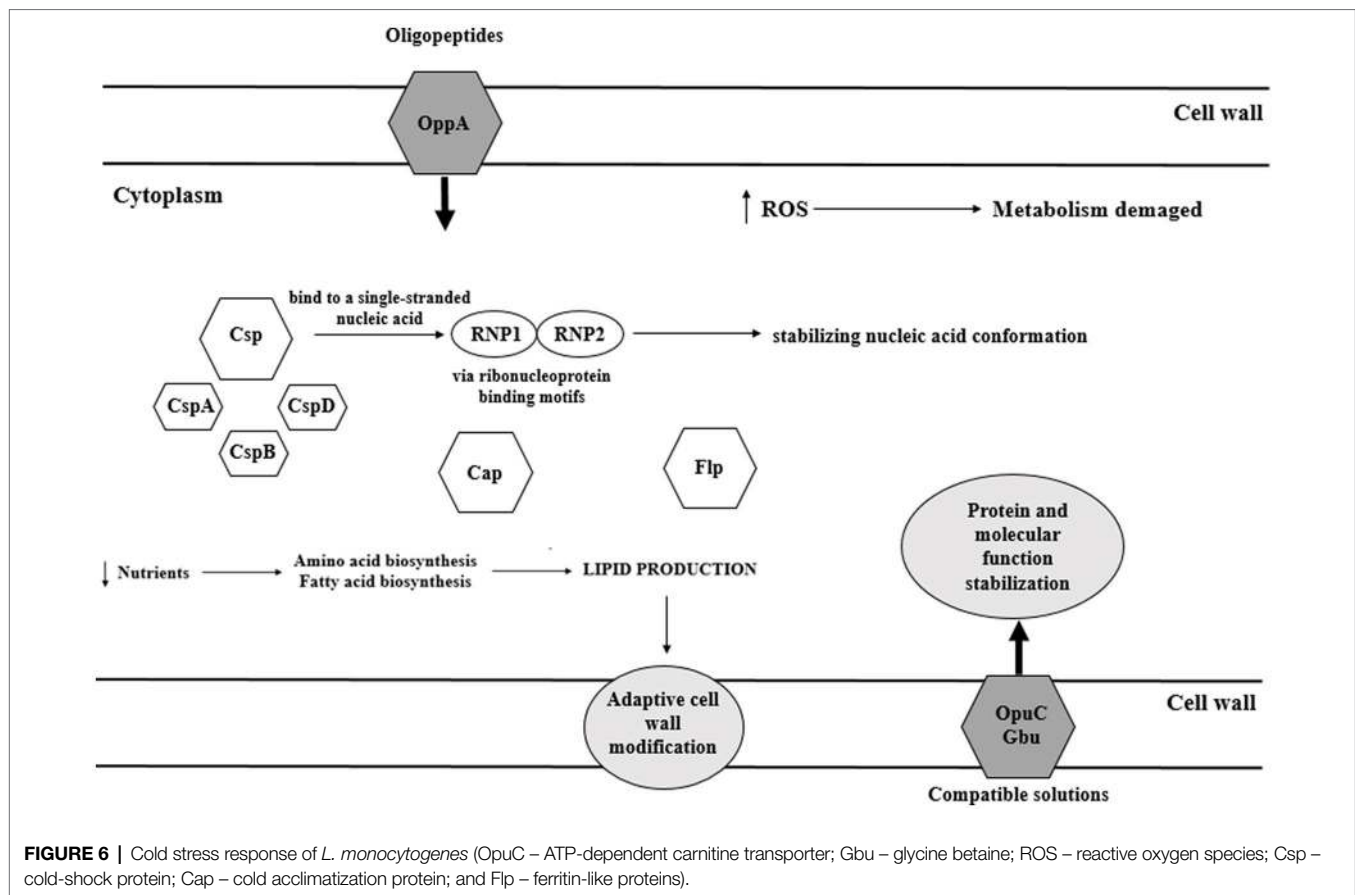 Oligopeptides
OppA
Cell wall
Cytoplasm
ROS
Metabolism demaged
bind to a single-stranded
nucleic acid
Csp
RNP1
RNP2
stabilizing nucleic acid conformation
via ribonucleoprotein
binding motifs
CspA
CspD
CspB
Cap
Flp
Protein and
molecular
function
stabilization
Nutrients
Amino acid biosynthesis
Fatty acid biosynthesis
LIPID PRODUCTION
Adaptive cell
wall
modification
OpuC
Gbu
Cell wall
Compatible solutions
FIGURE 6 | Cold stress response of L. monocytogenes (OpuC – ATP-dependent carnitine transporter; Gbu – glycine betaine; ROS – reactive oxygen species; Csp –
cold-shock protein; Cap – cold acclimatization protein; and Flp – ferritin-like proteins).